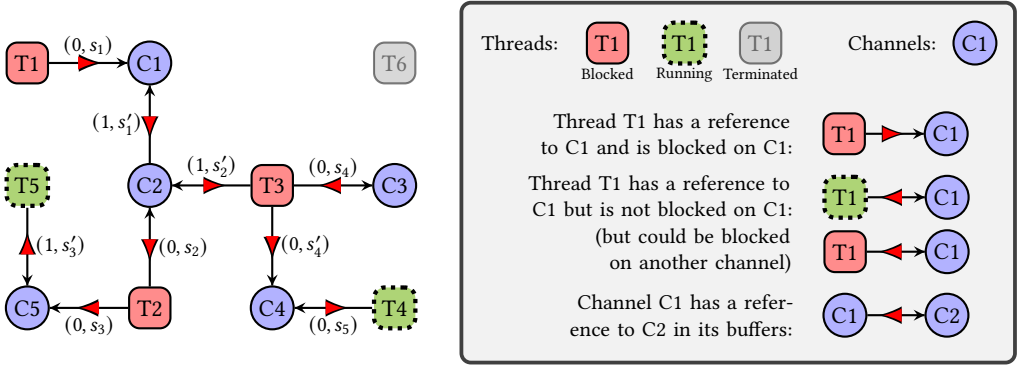 T1 (0, s₁) C1 T6
(1, s₁′)
T5 C2 (1, s₂′) T3 (0, s₄) C3
(1, s₃′) (0, s₂) (0, s₄′)
C5 (0, s₃) T2 C4 (0, s₅) T4
Threads: T1 T1 T1 Channels: C1
Blocked Running Terminated
Thread T1 has a reference
to C1 and is blocked on C1: T1 C1
Thread T1 has a reference to T1 C1
C1 but is not blocked on C1:
(but could be blocked T1 C1
on another channel)
Channel C1 has a refer- C1 C2
ence to C2 in its buffers: